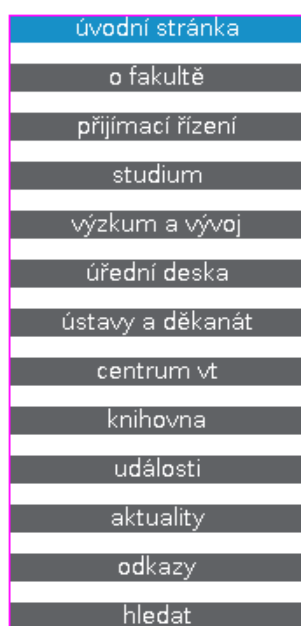 úvodní stránka
o fakultě
přijímací řízení
studium
výzkum a vývoj
úřední deska
ústavy a děkanát
centrum vt
knihovna
události
aktuality
odkazy
hledat